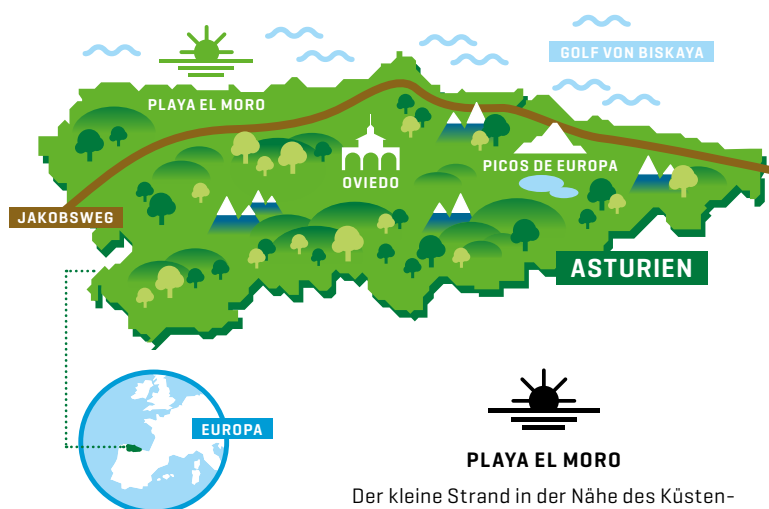 GOLF VON BISKAYA
PLAYA EL MORO
PICOS DE EUROPA
OVIEDO
JAKOBSWEG
ASTURIEN
EUROPA
PLAYA EL MORO
Der kleine Strand in der Nähe des Küsten-